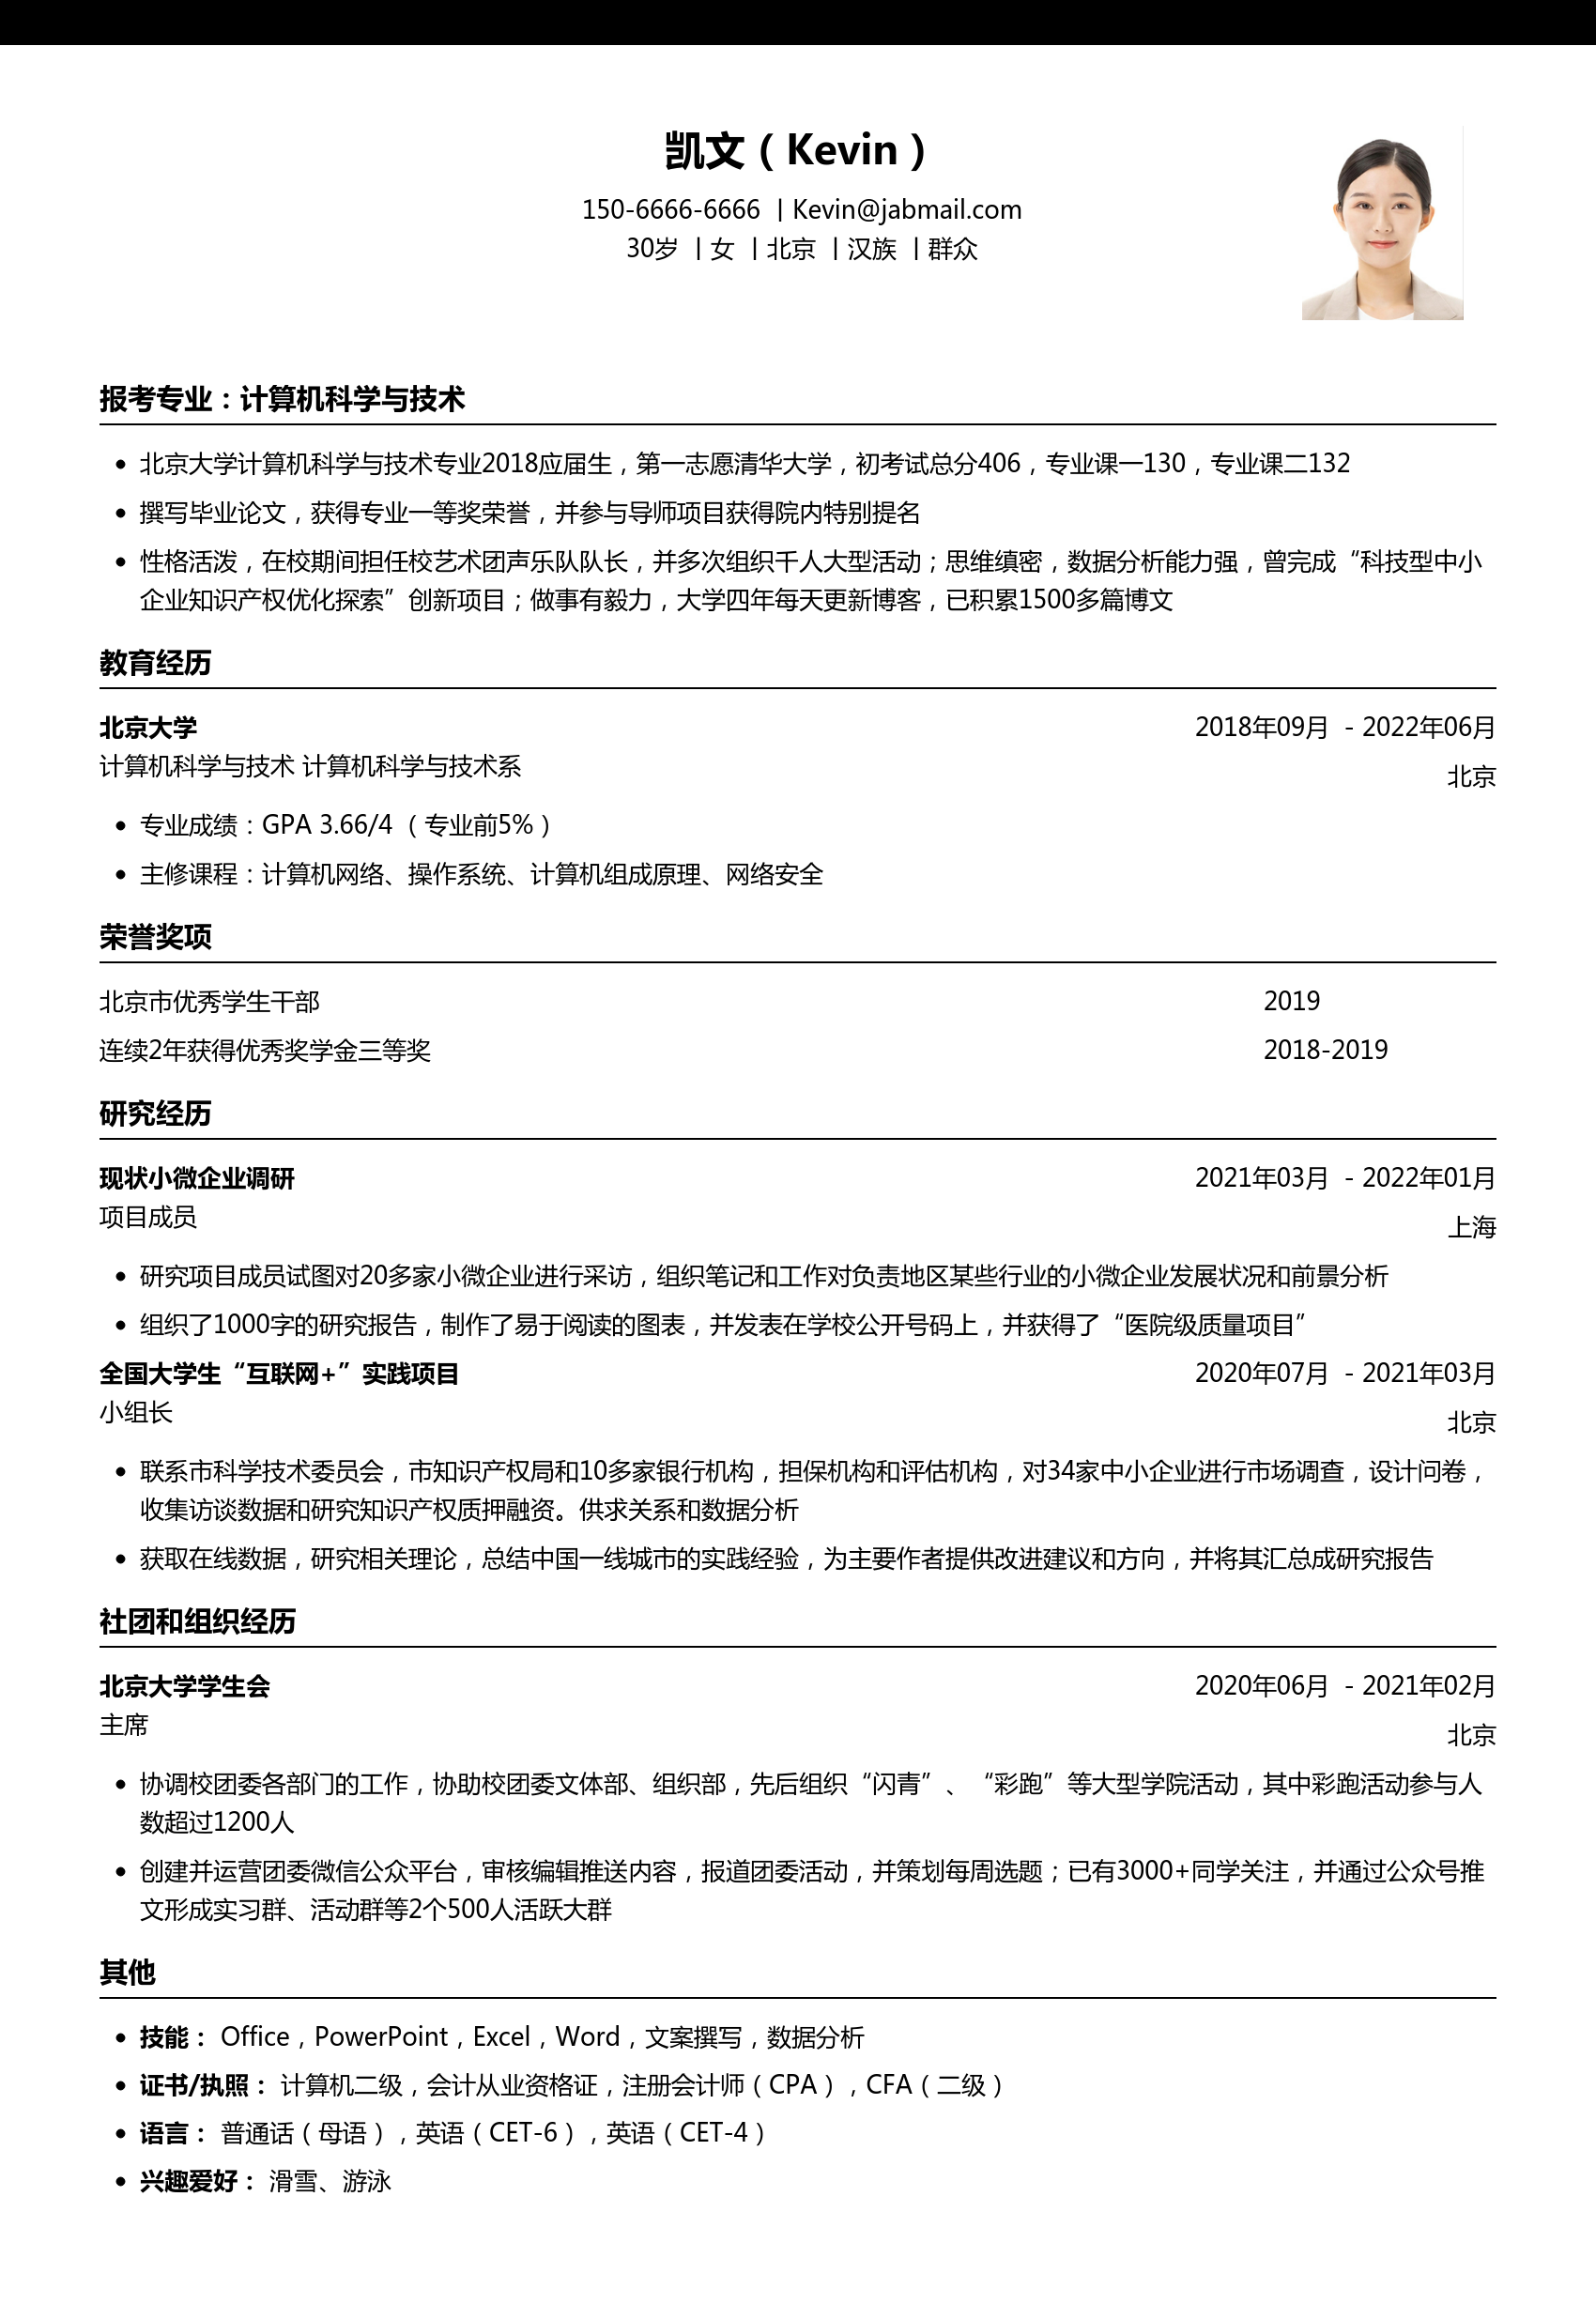 凯文（Kevin）
150-6666-6666 | Kevin@jabmail.com
30岁 | 女 | 北京 | 汉族 | 群众
报考专业：计算机科学与技术
北京大学计算机科学与技术专业2018应届生，第一志愿清华大学，初考试总分406，专业课一130，专业课二132
撰写毕业论文，获得专业一等奖荣誉，并参与导师项目获得院内特别提名
性格活泼，在校期间担任校艺术团声乐队队长，并多次组织千人大型活动；思维缜密，数据分析能力强，曾完成“科技型中小
企业知识产权优化探索”创新项目；做事有毅力，大学四年每天更新博客，已积累1500多篇博文
教育经历
北京大学 2018年09月 - 2022年06月
计算机科学与技术 计算机科学与技术系
北京
专业成绩：GPA 3.66/4（专业前5%）
主修课程：计算机网络、操作系统、计算机组成原理、网络安全
荣誉奖项
北京市优秀学生干部 2019
连续2年获得优秀奖学金三等奖 2018-2019
研究经历
现状小微企业调研 2021年03月 - 2022年01月
项目成员
上海
研究项目成员试图对20多家小微企业进行采访，组织笔记和工作对负责地区某些行业的小微企业发展状况和前景分析
组织了1000字的研究报告，制作了易于阅读的图表，并发表在学校公开号码上，并获得了“医院级质量项目”
全国大学生“互联网+”实践项目 2020年07月 - 2021年03月
小组长
北京
联系市科学技术委员会，市知识产权局和10多家银行机构，担保机构和评估机构，对34家中小企业进行市场调查，设计问卷，
收集访谈数据和研究知识产权质押融资。供求关系和数据分析
获取在线数据，研究相关理论，总结中国一线城市的实践经验，为主要作者提供改进建议和方向，并将其汇总成研究报告
社团和组织经历
北京大学学生会 2020年06月 - 2021年02月
主席
北京
协调校团委各部门的工作，协助校团委文体部、组织部，先后组织“闪青”、“彩跑”等大型学院活动，其中彩跑活动参与人
数超过1200人
创建并运营团委微信公众平台，审核编辑推送内容，报道团委活动，并策划每周选题；已有3000+同学关注，并通过公众号推
文形成实习群、活动群等2个500人活跃大群
其他
技能： Office，PowerPoint，Excel，Word，文案撰写，数据分析
证书/执照： 计算机二级，会计从业资格证，注册会计师（CPA），CFA（二级）
语言： 普通话（母语），英语（CET-6），英语（CET-4）
兴趣爱好： 滑雪、游泳